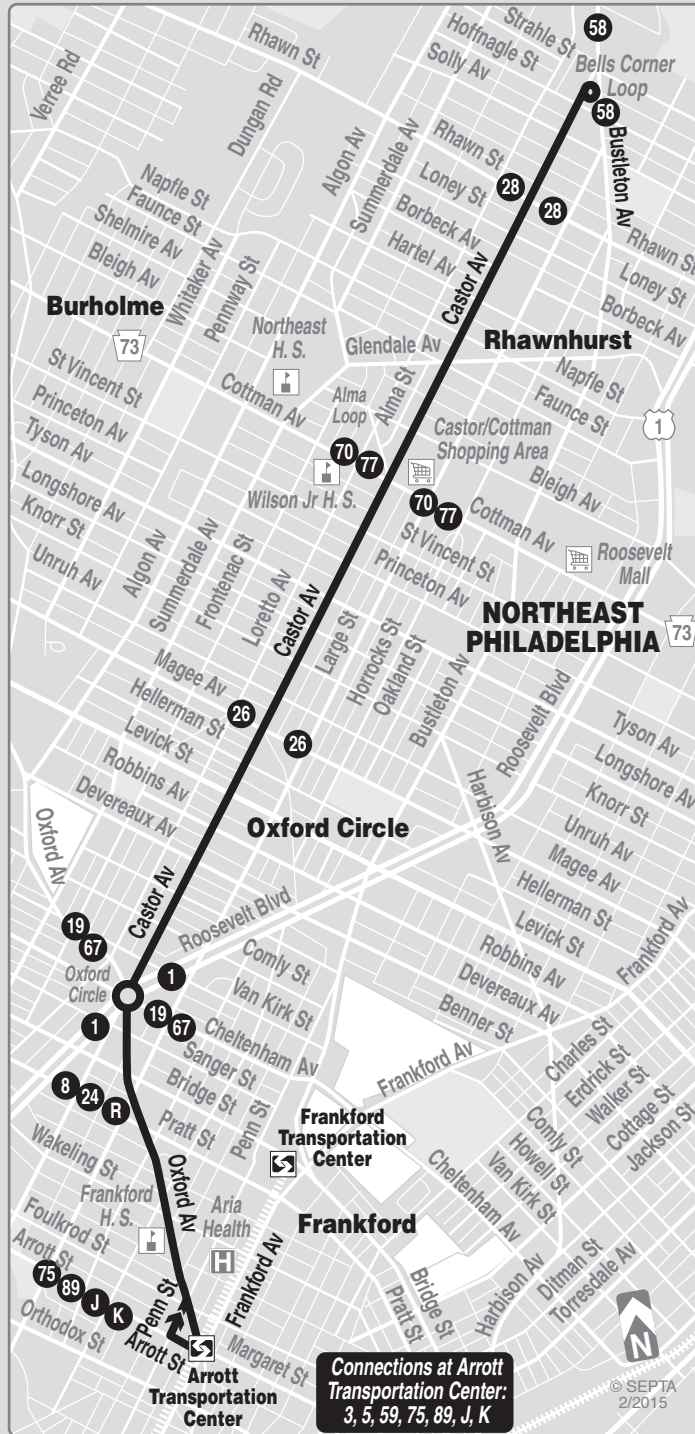 Strahle St
58
Hoffnagle St
Rhawn St
Solly Av
Bells Corner
Loop
Verree Rd
Dungan Rd
58
Algon Av
Summerdale Av
Bustleton Av
Rhawn St
28
Napfle St
Loney St
Faunce St
28
Shelmire Av
Borbeck Av
Rhawn St
Bleigh Av
Whitaker Av
Hartel Av
Loney St
Pennway St
Castor Av
Borbeck Av
Burholme
73
Northeast
H. S.
Rhawnhurst
Glendale Av
St Vincent St
Napfle St
Cottman Av
Alma
Loop
Alma St
Faunce St
1
Princeton Av
Castor/Cottman
Shopping Area
Tyson Av
70
77
Bleigh Av
Longshore Av
Wilson Jr H. S.
70
77
Cottman Av
Knorr St
St Vincent St
Roosevelt
Mall
Unruh Av
Algon Av
Summerdale Av
Frontenac St
Princeton Av
Loretto Av
NORTHEAST
PHILADELPHIA
73
Castor Av
Large St
Horrocks St
Oakland St
Magee Av
Bustleton Av
Roosevelt Blvd
Hellerman St
26
26
Tyson Av
Levick St
Longshore Av
Robbins Av
Harbison Av
Knorr St
Devereaux Av
Oxford Circle
Unruh Av
Oxford Av
Magee Av
Castor Av
Hellerman St
Roosevelt Blvd
Levick St
Frankford Av
19
67
Comly St
Robbins Av
Oxford
Circle
1
Van Kirk St
Devereaux Av
1
19
67
Cheltenham Av
Benner St
Sanger St
Frankford Av
Charles St
8
24
R
Bridge St
Erdrick St
Pratt St
Penn St
Walker St
Frankford
Transportation
Center
Comly St
Cottage St
Wakeling St
Howell St
Jackson St
Oxford Av
Van Kirk St
Frankford
H. S.
Aria
Health
H
Frankford
Cheltenham Av
Foulkrod St
Arrott St
Frankford Av
Ditman St
75
89
J
K
Penn St
Bridge St
Harbison Av
Torresdale Av
Pratt St
Orthodox St
Arrott St
Margaret St
N
Arrott
Transportation
Center
Connections at Arrott
Transportation Center:
3, 5, 59, 75, 89, J, K
© SEPTA
2/2015